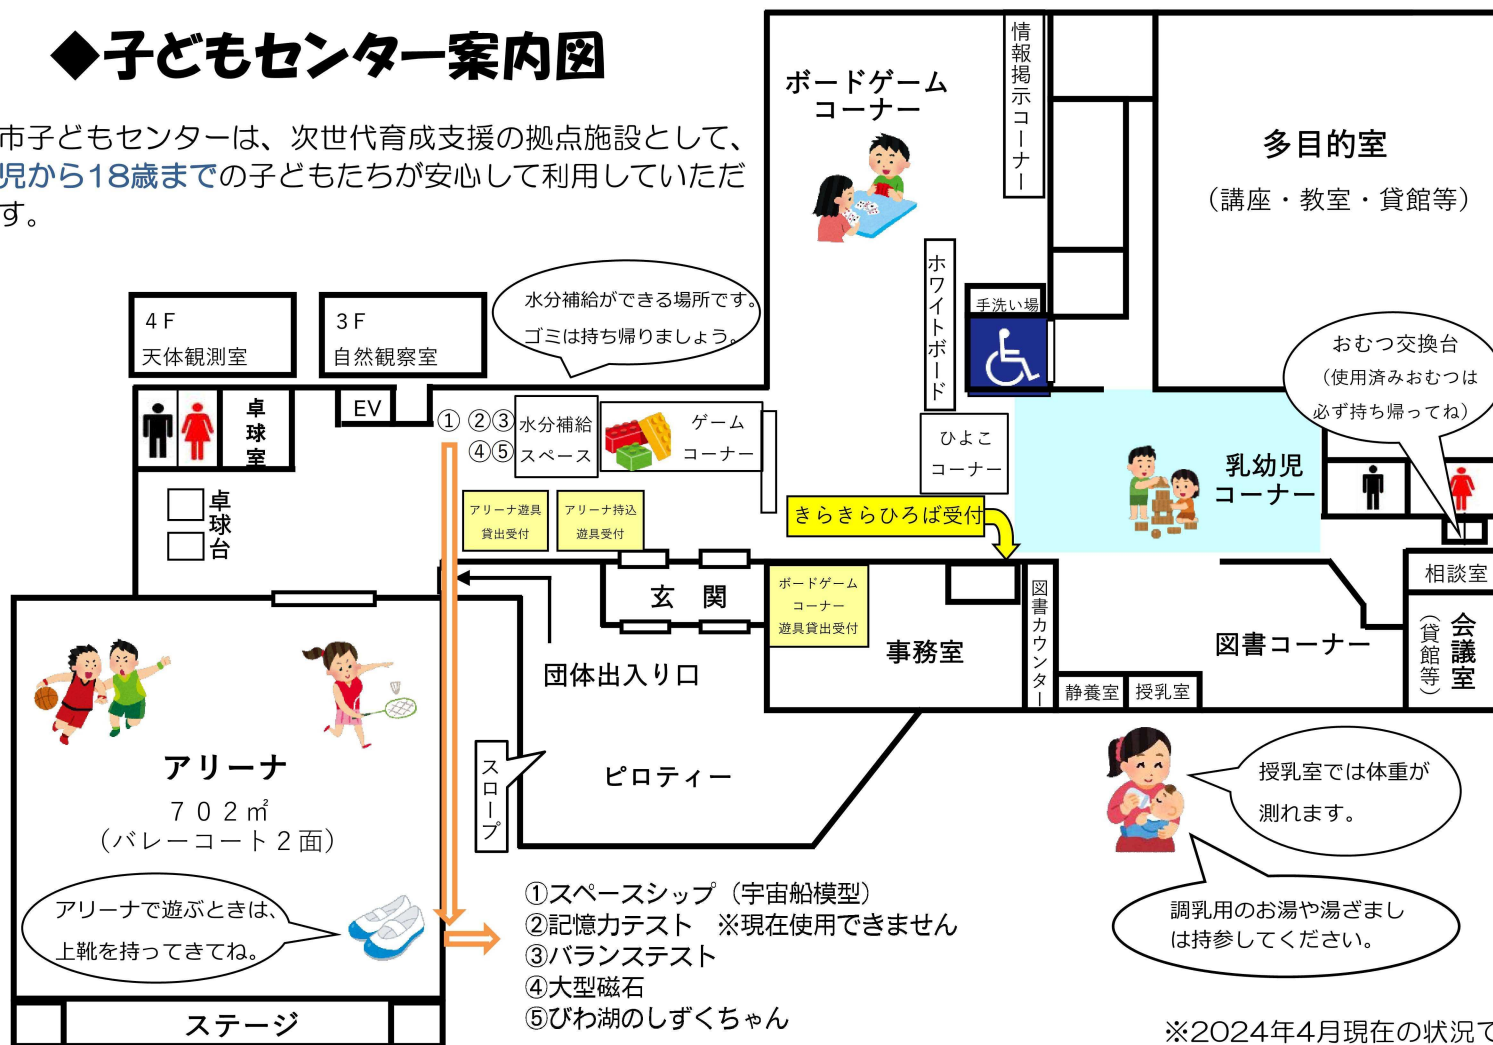 ◆子どもセンター案内図
市子どもセンターは、次世代育成支援の拠点施設として、
児から18歳までの子どもたちが安心して利用していただ
す。
ボードゲーム
コーナー
情報掲示コーナー
多目的室
（講座・教室・貸館等）
ホワイトボード
手洗い場
水分補給ができる場所です。
ゴミは持ち帰りましょう。
4F
天体観測室
3F
自然観察室
おむつ交換台
（使用済みおむつは
必ず持ち帰ってね）
卓球室
EV
① ②③
④⑤
水分補給
スペース
ゲーム
コーナー
ひよこ
コーナー
乳幼児
コーナー
卓球台
アリーナ遊具
貸出受付
アリーナ持込
遊具受付
きらきらひろば受付
玄 関
ボードゲーム
コーナー
遊具貸出受付
事務室
図書カウンター
図書コーナー
相談室
会議室
（貸館等）
静養室
授乳室
団体出入り口
スロープ
ピロティー
アリーナ
702㎡
（バレーコート2面）
アリーナで遊ぶときは、
上靴を持ってきてね。
ステージ
授乳室では体重が
測れます。
調乳用のお湯や湯ざまし
は持参してください。
①スペースシップ（宇宙船模型）
②記憶力テスト ※現在使用できません
③バランステスト
④大型磁石
⑤びわ湖のしずくちゃん
※2024年4月現在の状況で